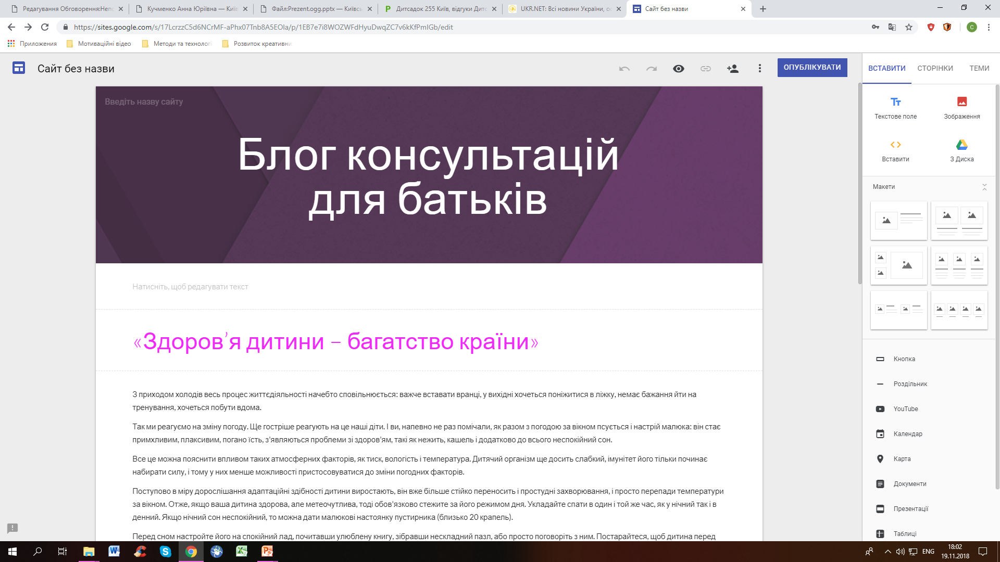 Редагування Обговорення:Непо
Кучменко Анна Юріївна — Київ
Файл:Prezent.ogg.pptx — Київсь
Дитсадок 255 Київ, відгуки Дитс
UKR.NET: Всі новини України, ос
Сайт без назви
https://sites.google.com/s/17LcrzzC5d6NCrMF-aPhx07Tnb8A5EOIa/p/1EB7e7i8WOZWFdHyuDwqZC7v6kKfPmIGb/edit
С
Приложения
Мотиваційні відео
Методи та технологі
Розвиток креативни
Сайт без назви
ОПУБЛІКУВАТИ
ВСТАВИТИ
СТОРІНКИ
ТЕМИ
Введіть назву сайту
Блог консультацій
для батьків
Натисніть, щоб редагувати текст
«Здоров’я дитини – багатство країни»
З приходом холодів весь процес життєдіяльності начебто сповільнюється: важче вставати вранці, у вихідні хочеться поніжитися в ліжку, немає бажання йти на
тренування, хочеться побути вдома.
Так ми реагуємо на зміну погоду. Ще гостріше реагують на це наші діти. І ви, напевно не раз помічали, як разом з погодою за вікном псується і настрій малюка: він стає
примхливим, плаксивим, погано їсть, з'являються проблеми зі здоров'ям, такі як нежить, кашель і додатково до всього неспокійний сон.
Все це можна пояснити впливом таких атмосферних факторів, як тиск, вологість і температура. Дитячий організм ще досить слабкий, імунітет його тільки починає
набирати силу, і тому у них менше можливості пристосовуватися до зміни погодних факторів.
Поступово в міру дорослішання адаптаційні здібності дитини виростають, він вже більше стійко переносить і простудні захворювання, і просто перепади температури
за вікном. Отже, якщо ваша дитина здорова, але метеочутлива, тоді обов'язково стежите за його режимом дня. Укладайте спати в один і той же час, як у нічний так і в
денний. Якщо нічний сон неспокійний, то можна дати малюкові настоянку пустирника (близько 20 крапель).
Перед сном настройте його на спокійний лад, почитавши улюблену книгу, зібравши нескладний пазл, або просто поговоріть з ним. Постарайтеся, щоб дитина перед
Текстове поле
Зображення
Вставити
З Диска
Макети
Кнопка
Роздільник
YouTube
Календар
Карта
Документи
Презентації
Таблиці
ENG
18:02
19.11.2018